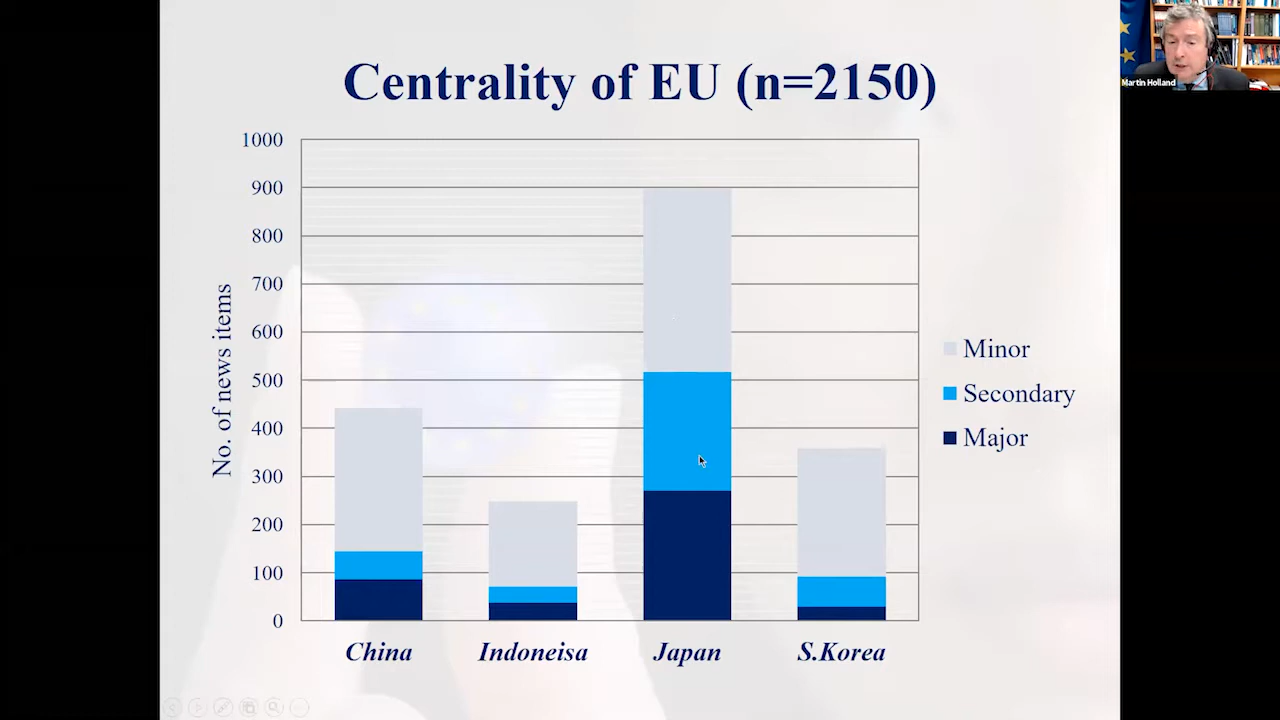 Centrality of EU (n=2150)
Martin Holland
1000
900
800
700
600
500
400
300
200
100
0
No. of news items
Minor
Secondary
Major
China
Indoneisa
Japan
S.Korea